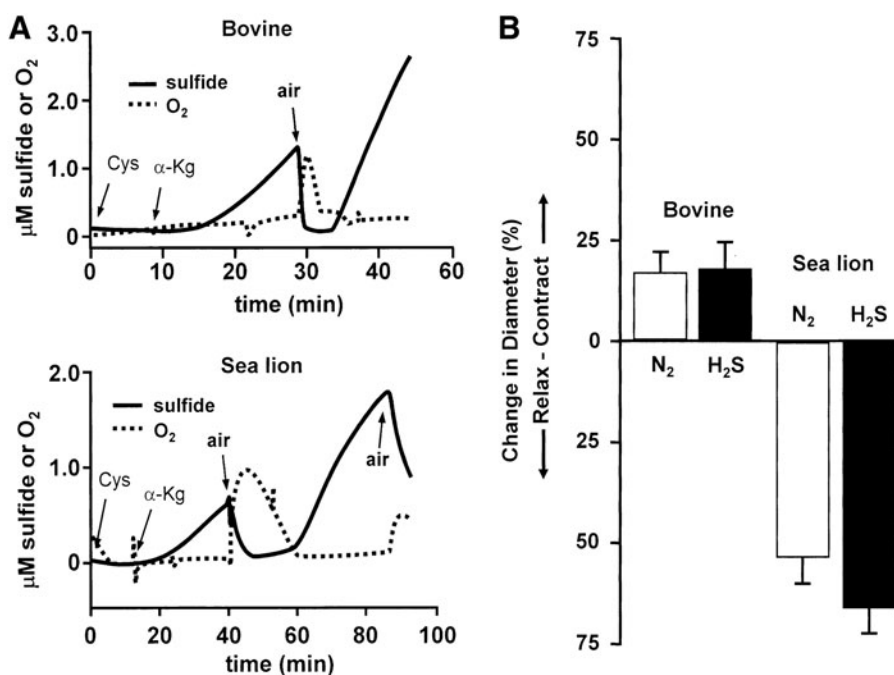 A
Bovine
3.0
2.0
1.0
0
μM sulfide or O₂
sulfide
O₂
air
Cys
α-Kg
0 10 20 30 40 50 60
time (min)
Sea lion
2.0
1.0
0
μM sulfide or O₂
sulfide
O₂
air
Cys
α-Kg
air
0 20 40 60 80 100
time (min)
B
75
50
25
0
25
50
75
Change in Diameter (%)
Relax - Contract
Bovine
N₂ H₂S
Sea lion
N₂ H₂S